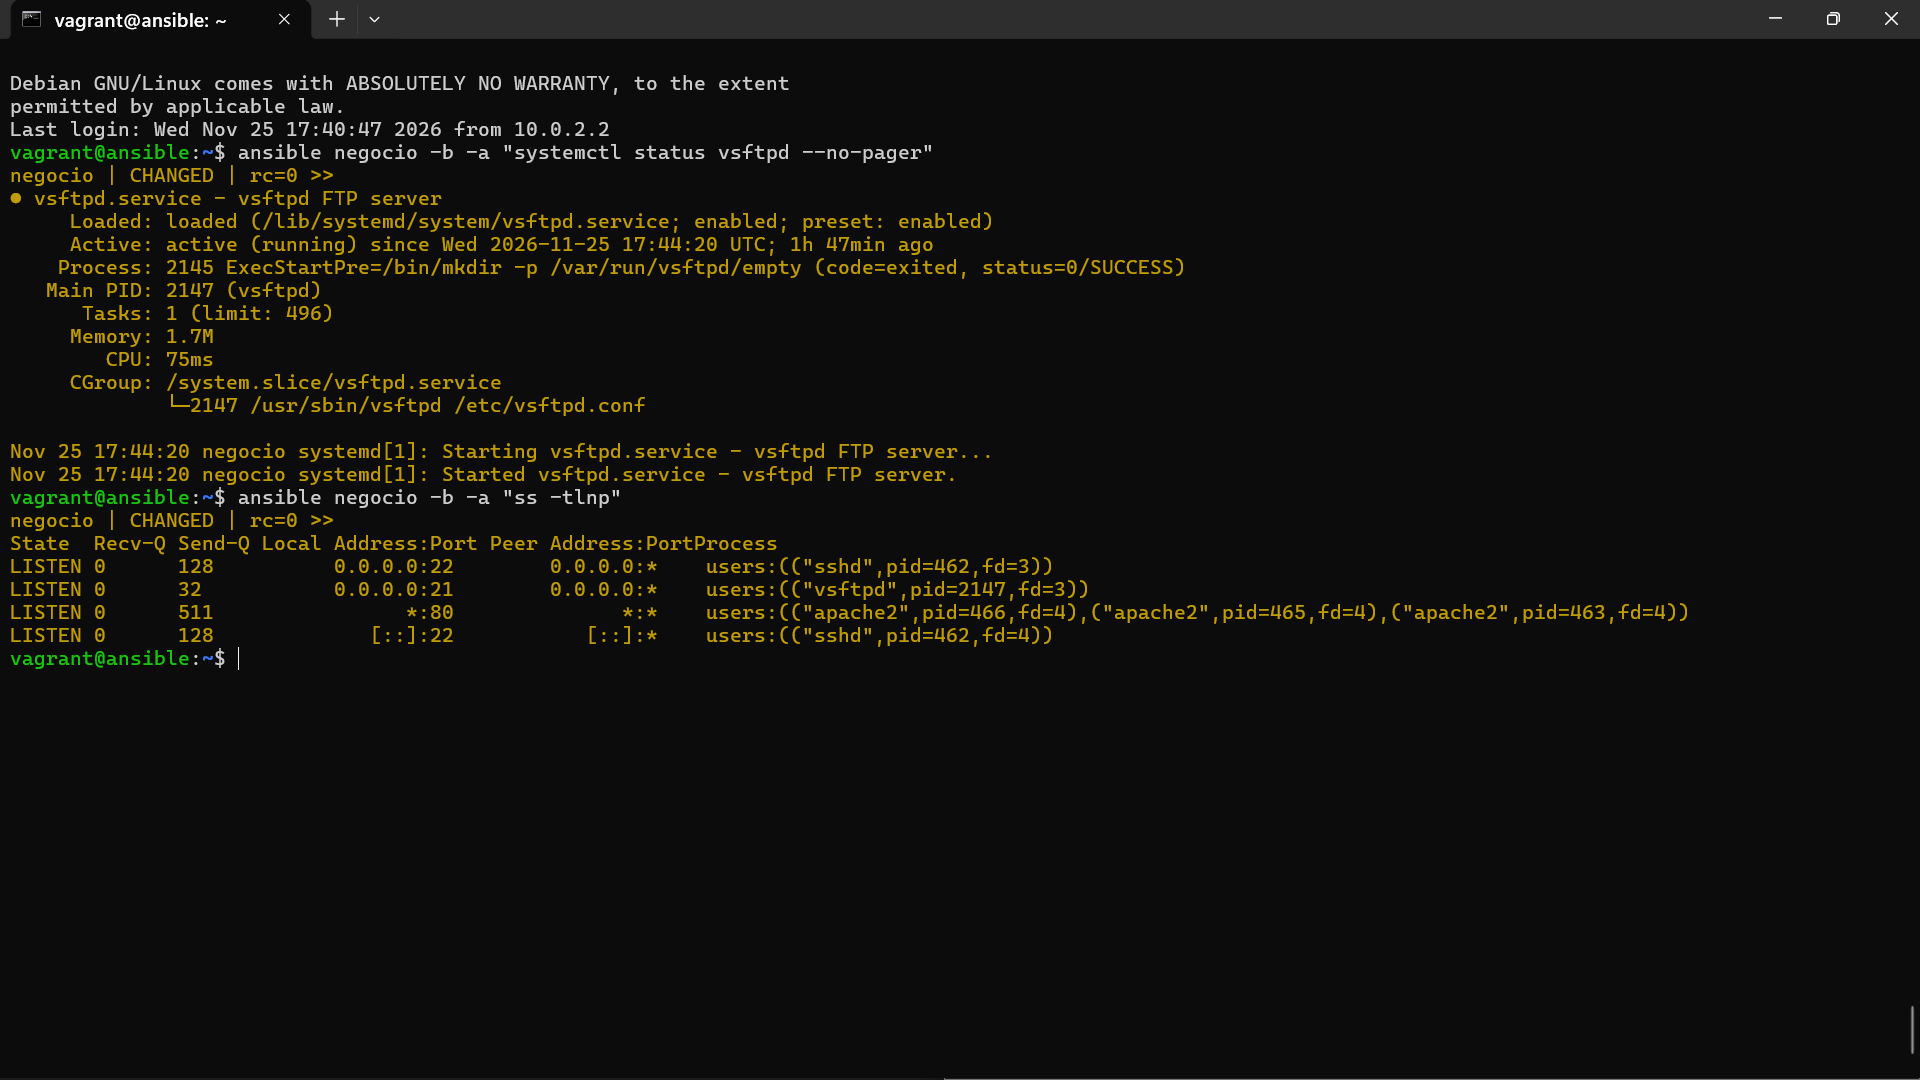 vagrant@ansible: ~
Debian GNU/Linux comes with ABSOLUTELY NO WARRANTY, to the extent
permitted by applicable law.
Last login: Wed Nov 25 17:40:47 2026 from 10.0.2.2
vagrant@ansible:~$ ansible negocio -b -a "systemctl status vsftpd --no-pager"
negocio | CHANGED | rc=0 >>
● vsftpd.service - vsftpd FTP server
     Loaded: loaded (/lib/systemd/system/vsftpd.service; enabled; preset: enabled)
     Active: active (running) since Wed 2026-11-25 17:44:20 UTC; 1h 47min ago
    Process: 2145 ExecStartPre=/bin/mkdir -p /var/run/vsftpd/empty (code=exited, status=0/SUCCESS)
   Main PID: 2147 (vsftpd)
      Tasks: 1 (limit: 496)
     Memory: 1.7M
        CPU: 75ms
     CGroup: /system.slice/vsftpd.service
             └─2147 /usr/sbin/vsftpd /etc/vsftpd.conf
Nov 25 17:44:20 negocio systemd[1]: Starting vsftpd.service - vsftpd FTP server...
Nov 25 17:44:20 negocio systemd[1]: Started vsftpd.service - vsftpd FTP server.
vagrant@ansible:~$ ansible negocio -b -a "ss -tlnp"
negocio | CHANGED | rc=0 >>
State  Recv-Q Send-Q Local Address:Port Peer Address:PortProcess
LISTEN 0      128          0.0.0.0:22        0.0.0.0:*    users:(("sshd",pid=462,fd=3))
LISTEN 0      32           0.0.0.0:21        0.0.0.0:*    users:(("vsftpd",pid=2147,fd=3))
LISTEN 0      511                *:80              *:*    users:(("apache2",pid=466,fd=4),("apache2",pid=465,fd=4),("apache2",pid=463,fd=4))
LISTEN 0      128             [::]:22           [::]:*    users:(("sshd",pid=462,fd=4))
vagrant@ansible:~$